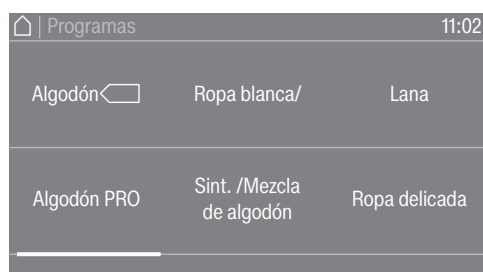 | Programas 11:02
Algodón Ropa blanca/ Lana
Algodón PRO Sint. /Mezcla de algodón Ropa delicada